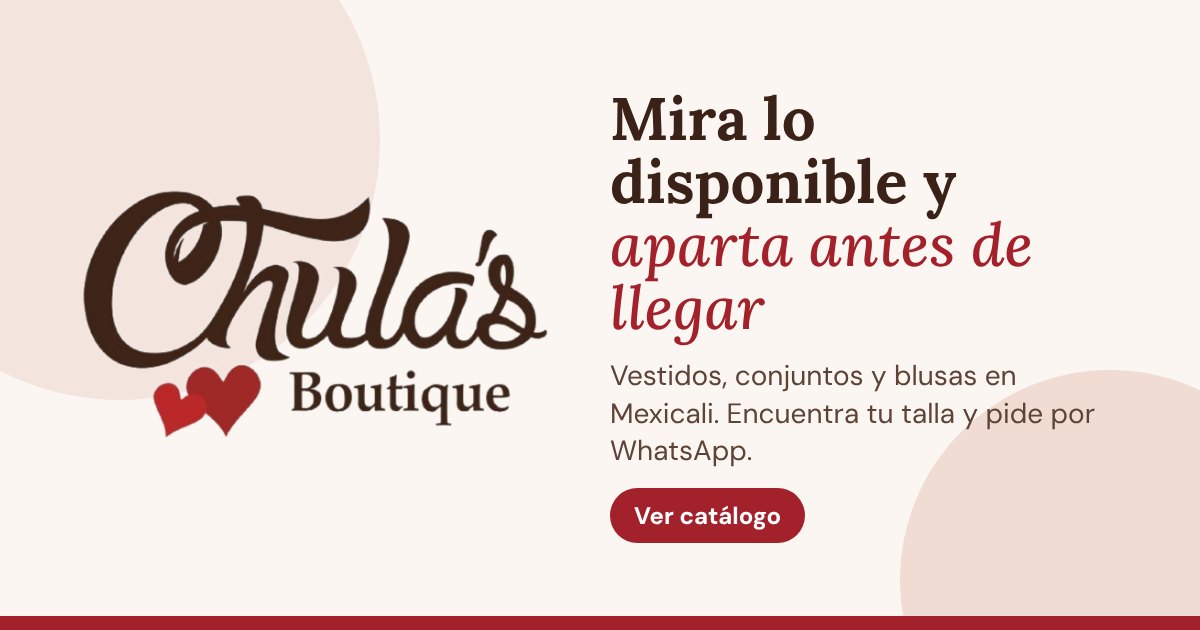 Chula's
Boutique
Mira lo
disponible y
aparta antes de
llegar
Vestidos, conjuntos y blusas en
Mexicali. Encuentra tu talla y pide por
WhatsApp.
Ver catálogo